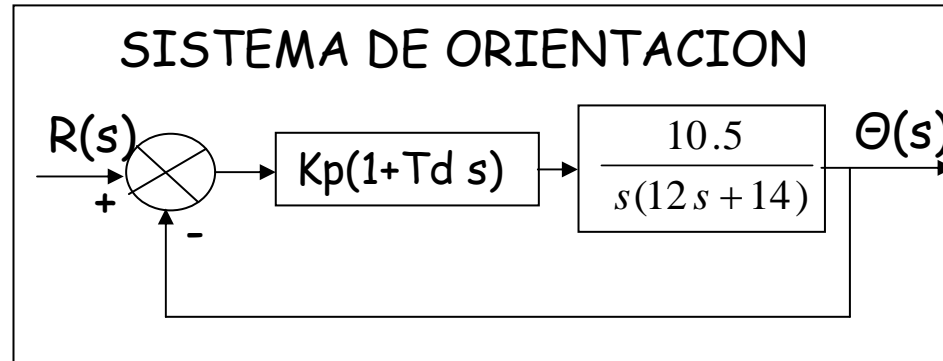 SISTEMA DE ORIENTACION
R(s)
+
-
Kp(1+Td s)
10.5
s(12s+14)
Θ(s)